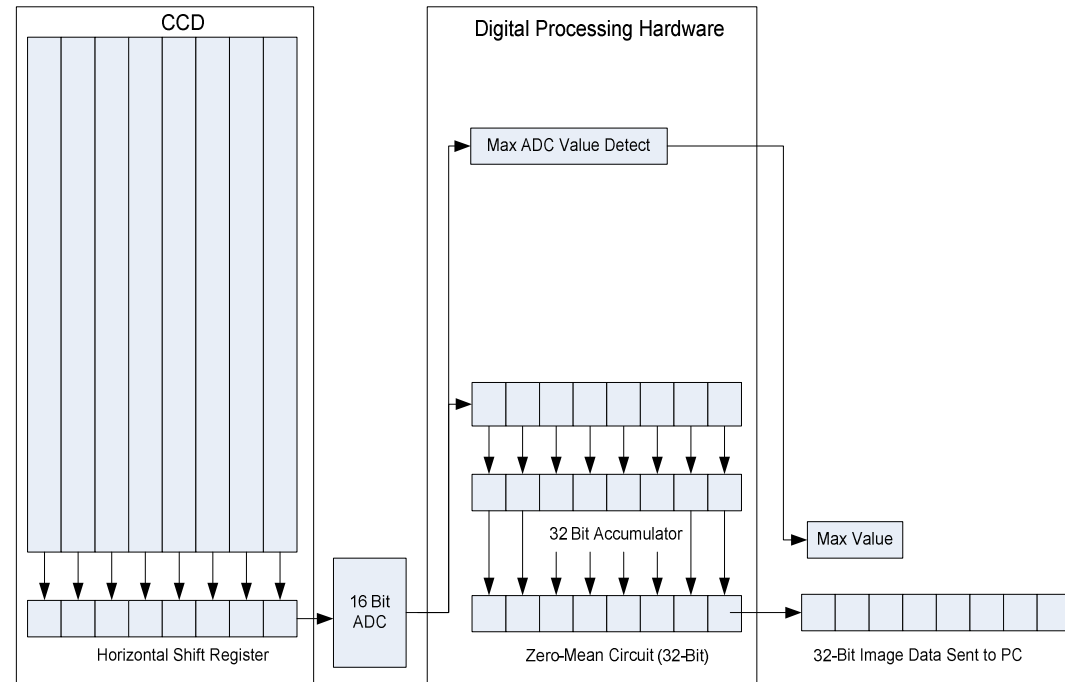 CCD
Digital Processing Hardware
Max ADC Value Detect
32 Bit Accumulator
Max Value
16 Bit
ADC
Horizontal Shift Register
Zero-Mean Circuit (32-Bit)
32-Bit Image Data Sent to PC